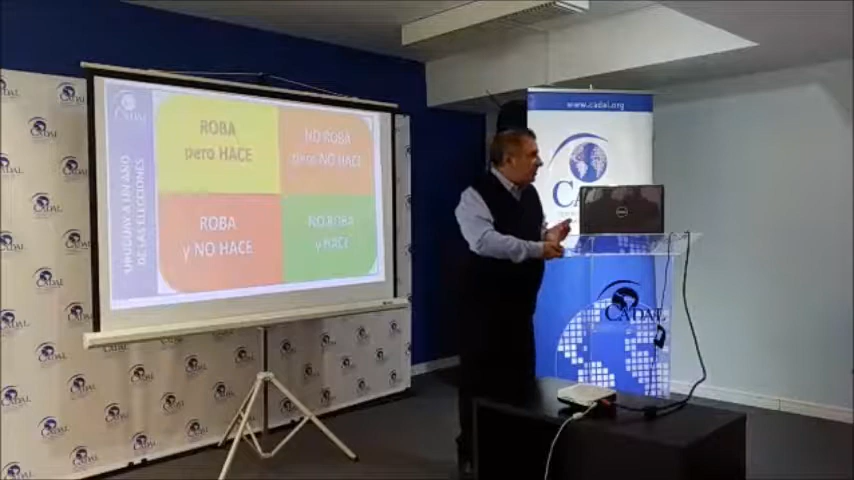 CADAL
URUGUAY A UN AÑO
DE LAS ELECCIONES
ROBA
pero HACE
NO ROBA
pero NO HACE
ROBA
y NO HACE
NO ROBA
y HACE
www.cadal.org
DELL
CADAL